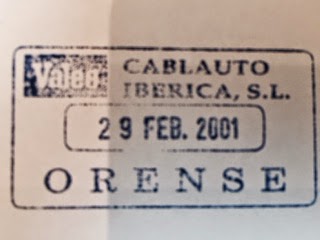 Valeo CABLAUTO
IBERICA, S.L.
29 FEB. 2001
ORENSE